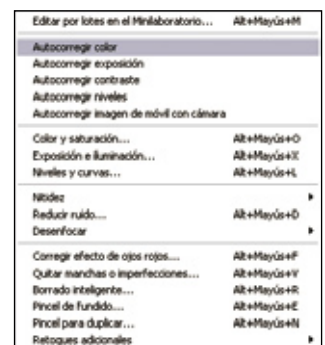 Editar por lotes en el Minilaboratorio... Alt+Mayús+M
Autocorregir color
Autocorregir exposición
Autocorregir contraste
Autocorregir niveles
Autocorregir imagen de móvil con cámara
Color y saturación... Alt+Mayús+O
Exposición e iluminación... Alt+Mayús+X
Niveles y curvas... Alt+Mayús+L
Nitidez
Reducir ruido... Alt+Mayús+D
Desenfocar
Corregir efecto de ojos rojos... Alt+Mayús+F
Quitar manchas o imperfecciones... Alt+Mayús+Y
Borrado inteligente... Alt+Mayús+R
Pincel de fundido... Alt+Mayús+E
Pincel para duplicar... Alt+Mayús+N
Retoques adicionales